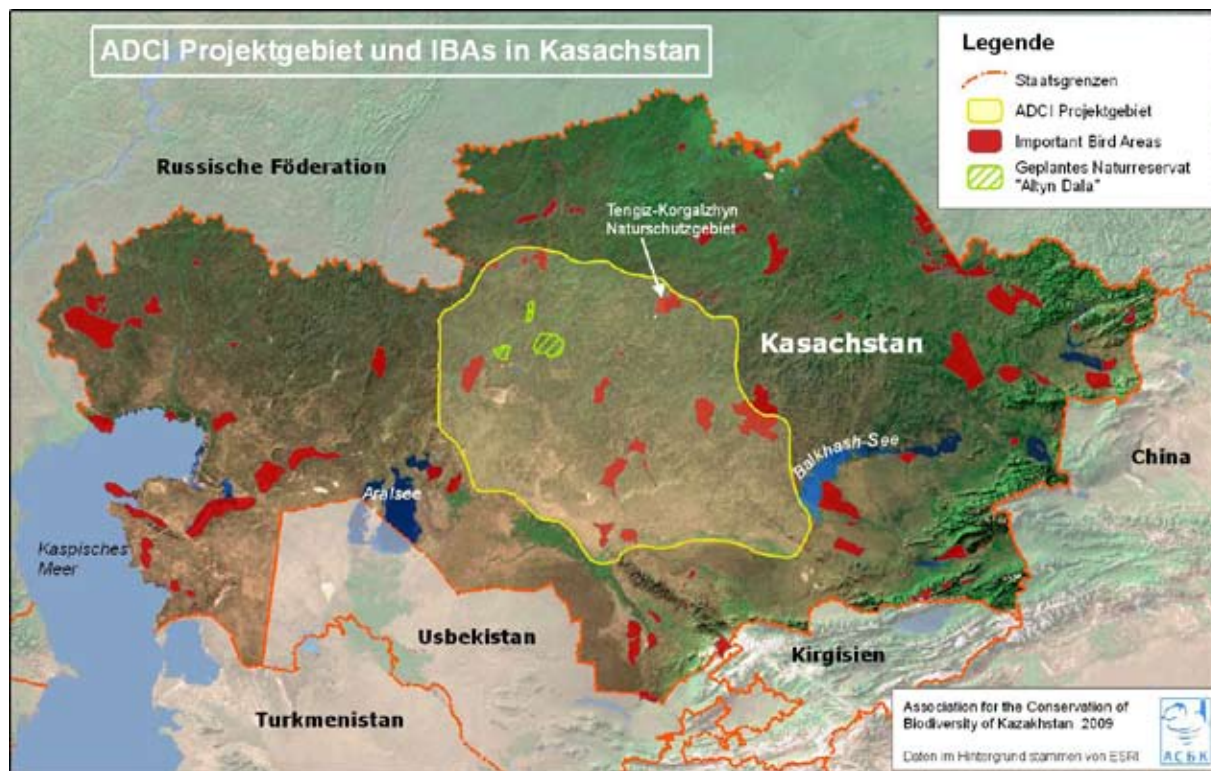 ADCI Projektgebiet und IBAs in Kasachstan
Legende
Staatsgrenzen
ADCI Projektgebiet
Important Bird Areas
Geplantes Naturreservat
"Altyn Dala"
Russische Föderation
Tengiz-Korgalzhyn
Naturschutzgebiet
Kasachstan
Balkhash-See
China
Aralsee
Kaspisches
Meer
Usbekistan
Kirgisien
Turkmenistan
Association for the Conservation of
Biodiversity of Kazakhstan 2009
Daten im Hintergrund stammen von ESRI
АСБК